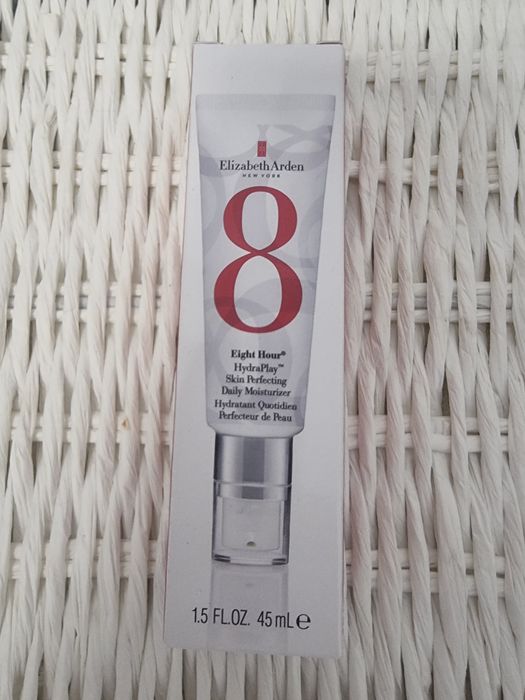 Elizabeth Arden
NEW YORK
8
Eight Hour®
HydraPlay™
Skin Perfecting
Daily Moisturizer
Hydratant Quotidien
Perfecteur de Peau
1.5 FL.OZ. 45 mL℮